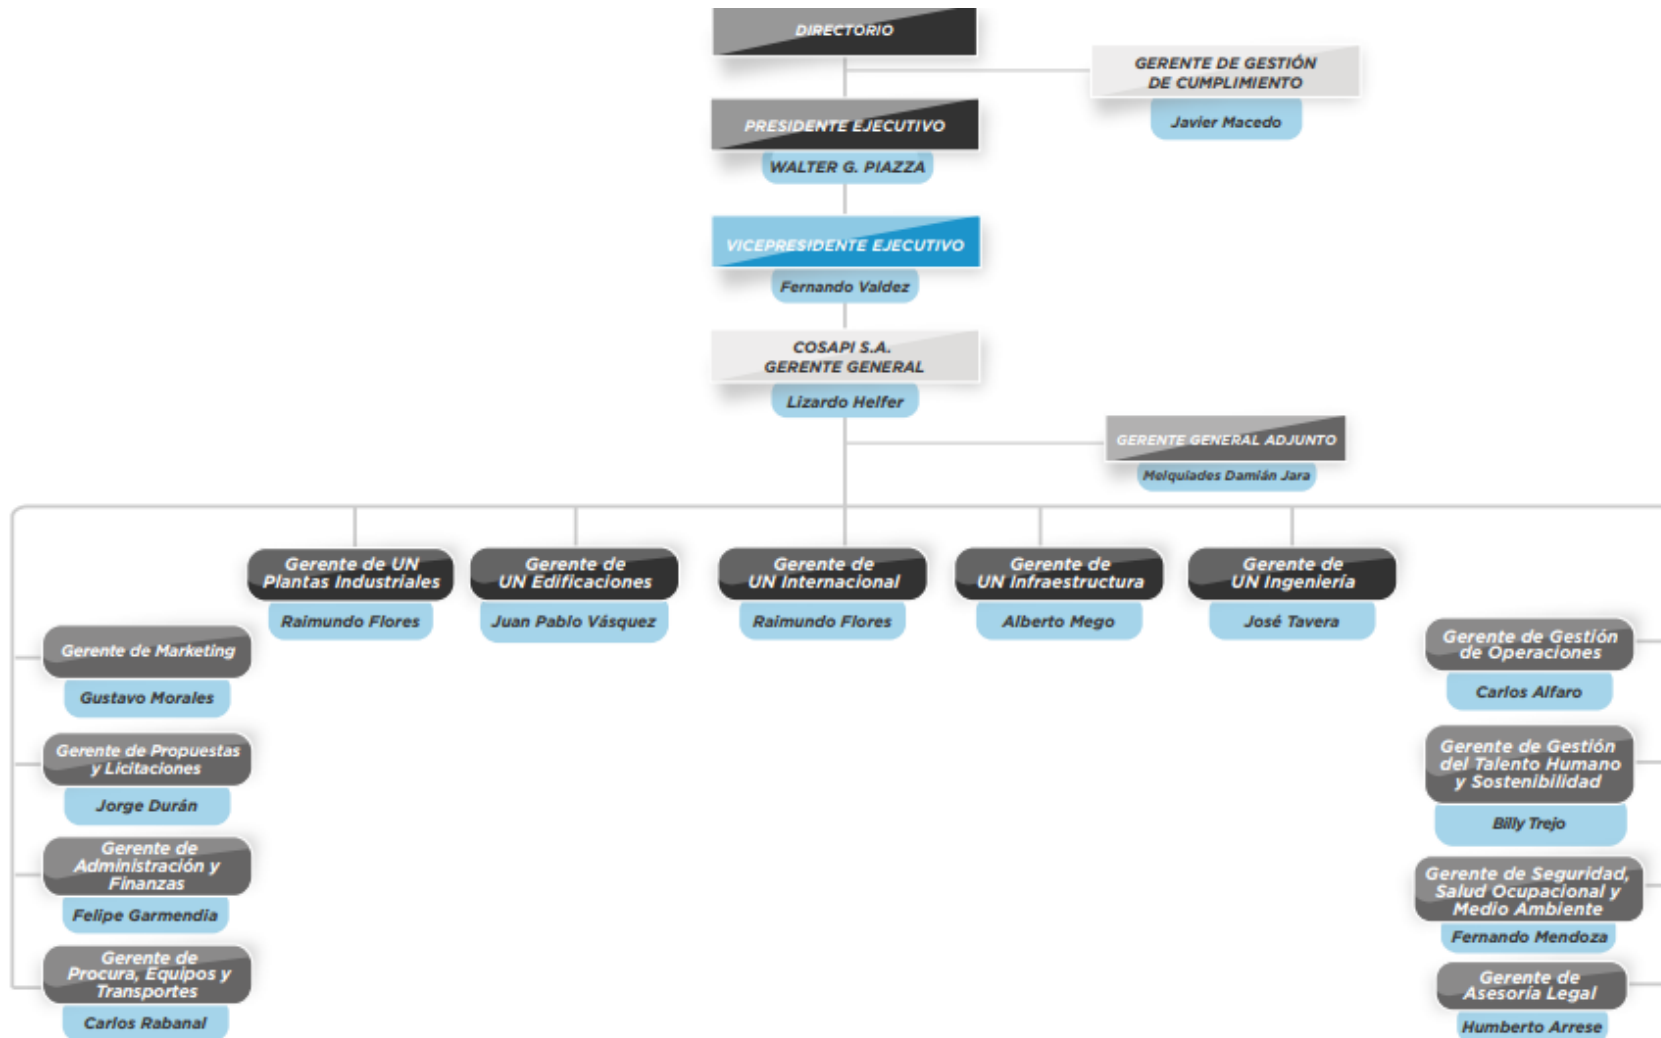 DIRECTORIO
GERENTE DE GESTIÓN
DE CUMPLIMIENTO
Javier Macedo
PRESIDENTE EJECUTIVO
WALTER G. PIAZZA
VICEPRESIDENTE EJECUTIVO
Fernando Valdez
COSAPI S.A.
GERENTE GENERAL
Lizardo Helfer
GERENTE GENERAL ADJUNTO
Melquiades Damián Jara
Gerente de UN
Plantas Industriales
Raimundo Flores
Gerente de
UN Edificaciones
Juan Pablo Vásquez
Gerente de
UN Internacional
Raimundo Flores
Gerente de
UN Infraestructura
Alberto Mego
Gerente de
UN Ingeniería
José Tavera
Gerente de Marketing
Gustavo Morales
Gerente de Propuestas
y Licitaciones
Jorge Durán
Gerente de
Administración y
Finanzas
Felipe Garmendia
Gerente de
Procura, Equipos y
Transportes
Carlos Rabanal
Gerente de Gestión
de Operaciones
Carlos Alfaro
Gerente de Gestión
del Talento Humano
y Sostenibilidad
Billy Trejo
Gerente de Seguridad,
Salud Ocupacional y
Medio Ambiente
Fernando Mendoza
Gerente de
Asesoría Legal
Humberto Arrese